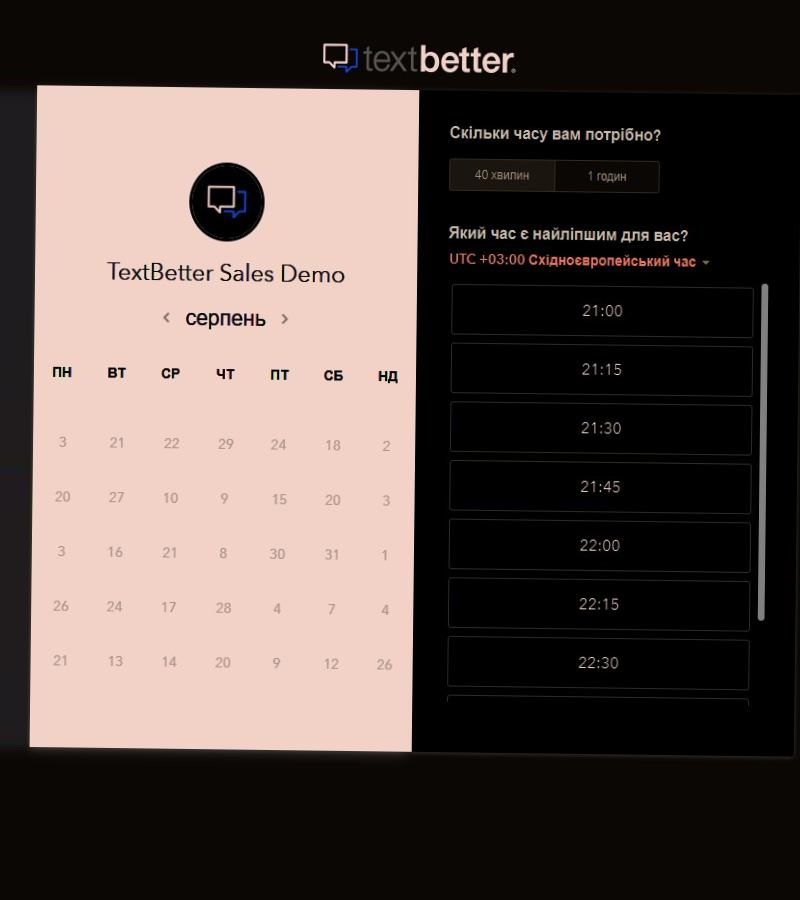 textbetter.
TextBetter Sales Demo
серпень
ПН ВТ СР ЧТ ПТ СБ НД
3 21 22 29 24 18 2
20 27 10 9 15 20 3
3 16 21 8 30 31 1
26 24 17 28 4 7 4
21 13 14 20 9 12 26
Скільки часу вам потрібно?
40 хвилин 1 годин
Який час є найліпшим для вас?
UTC +03:00 Східноєвропейський час
21:00
21:15
21:30
21:45
22:00
22:15
22:30